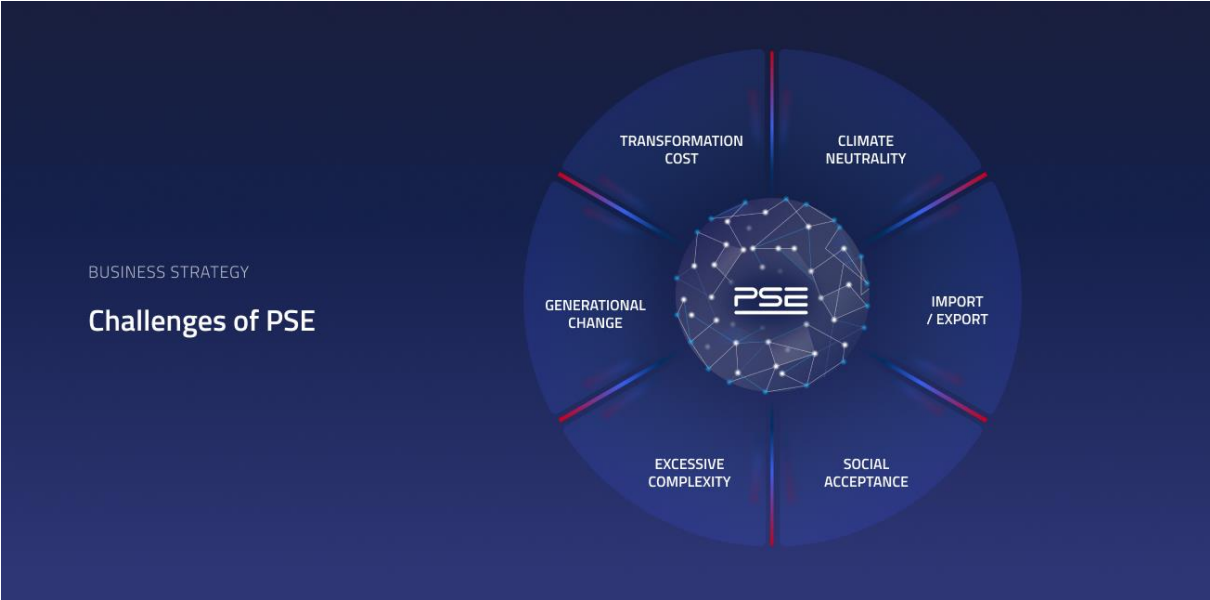 BUSINESS STRATEGY
Challenges of PSE
TRANSFORMATION
COST
CLIMATE
NEUTRALITY
GENERATIONAL
CHANGE
PSE
IMPORT
/ EXPORT
EXCESSIVE
COMPLEXITY
SOCIAL
ACCEPTANCE